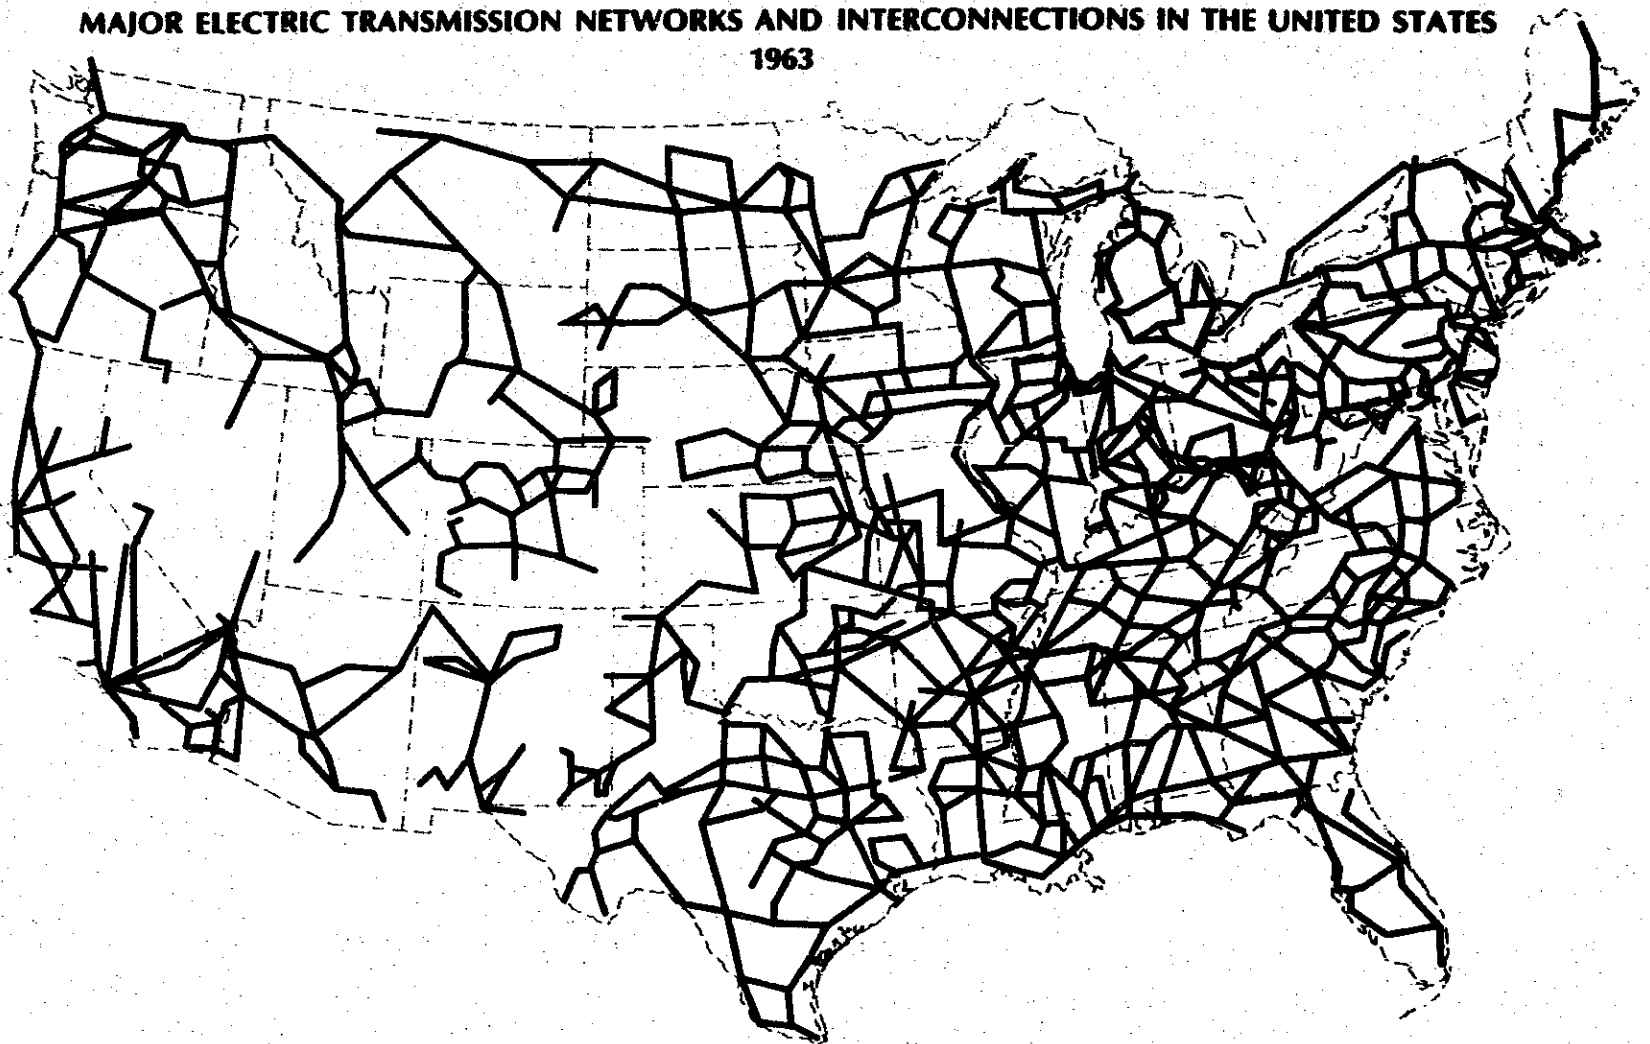 MAJOR ELECTRIC TRANSMISSION NETWORKS AND INTERCONNECTIONS IN THE UNITED STATES
1963